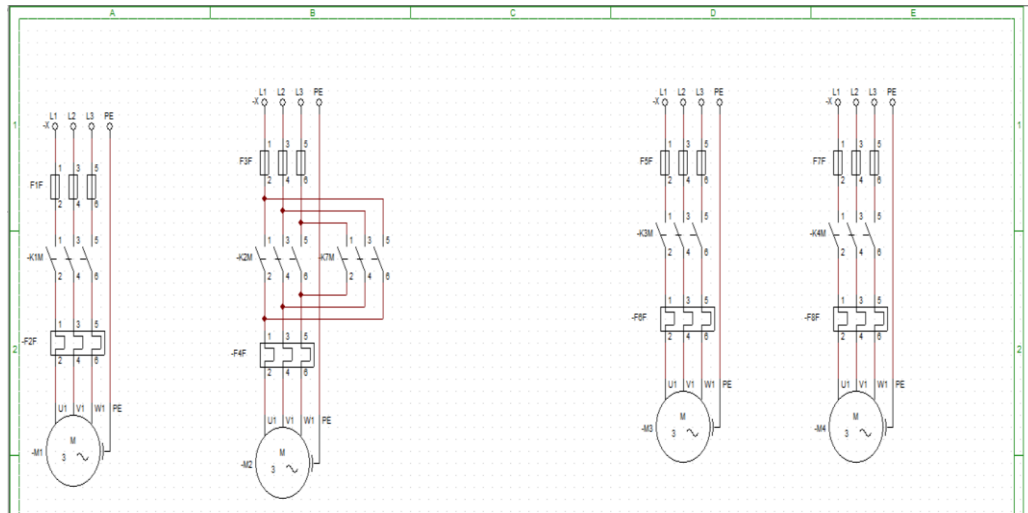 A B C D E
L1 L2 L3 PE
-X
L1 L2 L3 PE
-X
L1 L2 L3 PE
-X
L1 L2 L3 PE
-X
1 1
F1F 1 3 5
2 4 6
F3F 1 3 5
2 4 6
F5F 1 3 5
2 4 6
F7F 1 3 5
2 4 6
-K1M 1 3 5
2 4 6
-K2M 1 3 5
2 4 6
-K7M 1 3 5
2 4 6
-K3M 1 3 5
2 4 6
-K4M 1 3 5
2 4 6
2 2
-F2F 1 3 5
2 4 6
-F4F 1 3 5
2 4 6
-F6F 1 3 5
2 4 6
-F8F 1 3 5
2 4 6
U1 V1 W1 PE
-M1 M
3
U1 V1 W1 PE
-M2 M
3
U1 V1 W1 PE
-M3 M
3
U1 V1 W1 PE
-M4 M
3